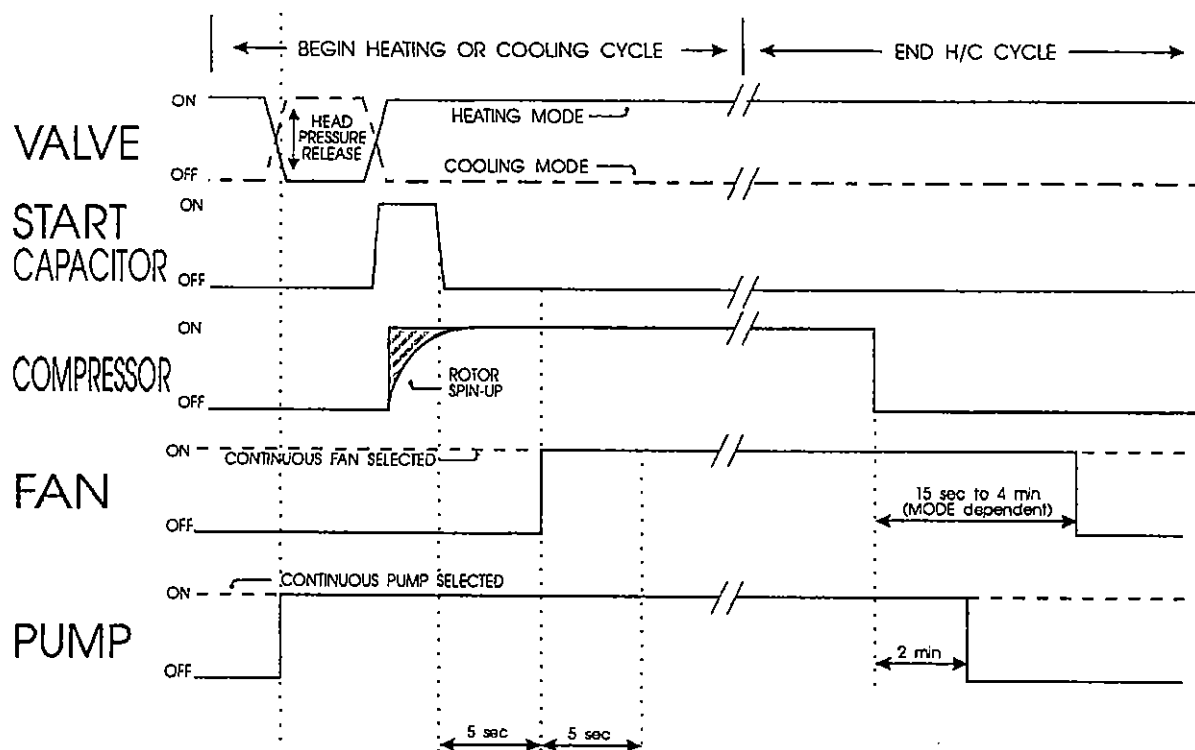 BEGIN HEATING OR COOLING CYCLE
END H/C CYCLE
VALVE
ON
OFF
HEAD
PRESSURE
RELEASE
HEATING MODE
COOLING MODE
START
CAPACITOR
ON
OFF
COMPRESSOR
ON
OFF
ROTOR
SPIN-UP
FAN
ON
OFF
CONTINUOUS FAN SELECTED
15 sec to 4 min
(MODE dependent)
PUMP
ON
OFF
CONTINUOUS PUMP SELECTED
2 min
5 sec
5 sec